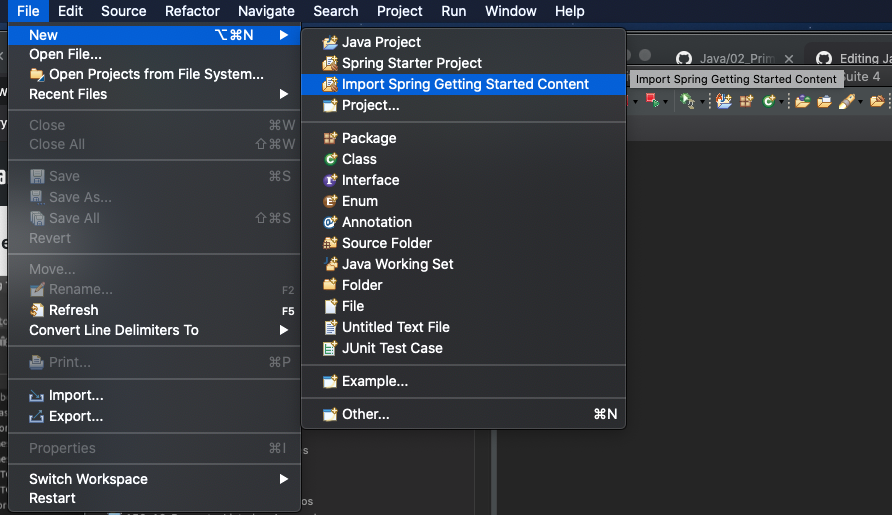 File Edit Source Refactor Navigate Search Project Run Window Help
New ⌥⌘N
Open File...
Open Projects from File System...
Recent Files
Close ⌘W
Close All ⇧⌘W
Save ⌘S
Save As...
Save All ⇧⌘S
Revert
Move...
Rename... F2
Refresh F5
Convert Line Delimiters To
Print... ⌘P
Import...
Export...
Properties ⌘I
Switch Workspace
Restart
Java Project
Spring Starter Project
Import Spring Getting Started Content
Project...
Package
Class
Interface
Enum
Annotation
Source Folder
Java Working Set
Folder
File
Untitled Text File
JUnit Test Case
Example...
Other... ⌘N
Java/02_Prim
Editing Ja
Import Spring Getting Started Content
Suite 4